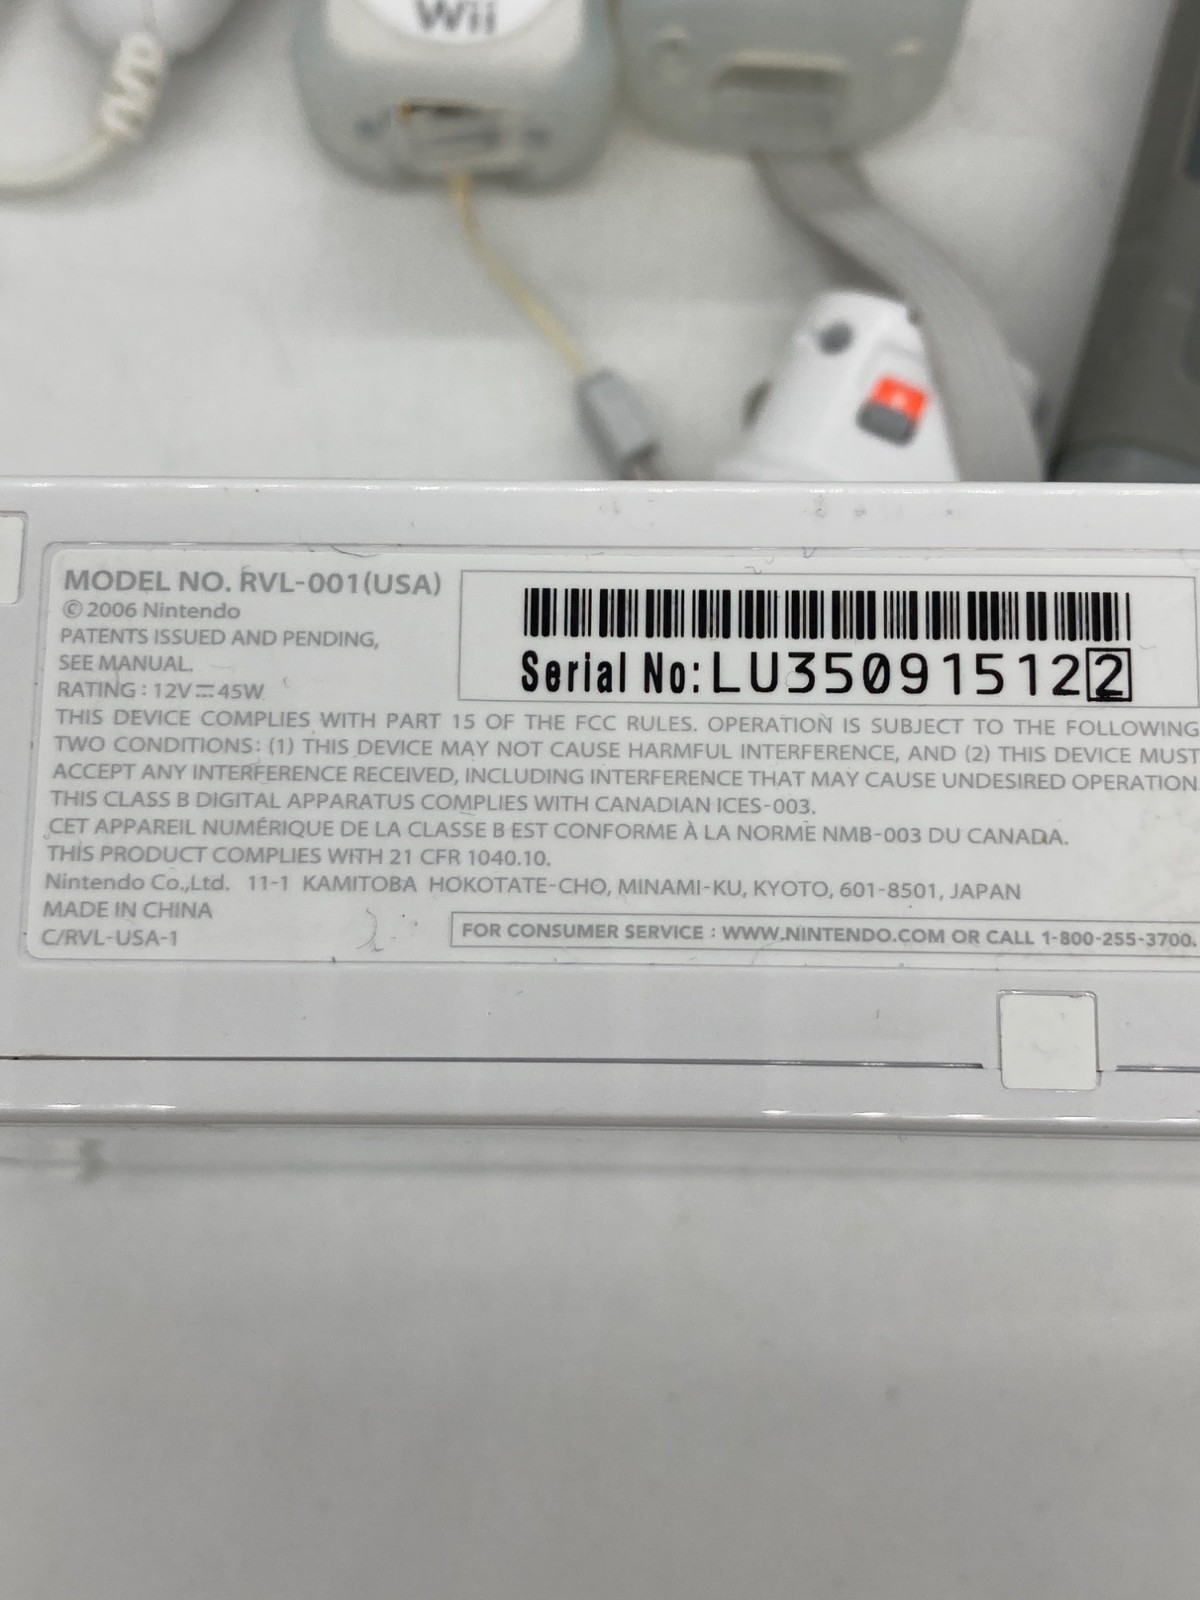 Wii
MODEL NO. RVL-001(USA)
© 2006 Nintendo
PATENTS ISSUED AND PENDING,
SEE MANUAL.
RATING : 12V⎓45W
Serial No:LU3509151222
THIS DEVICE COMPLIES WITH PART 15 OF THE FCC RULES. OPERATION IS SUBJECT TO THE FOLLOWING
TWO CONDITIONS: (1) THIS DEVICE MAY NOT CAUSE HARMFUL INTERFERENCE, AND (2) THIS DEVICE MUST
ACCEPT ANY INTERFERENCE RECEIVED, INCLUDING INTERFERENCE THAT MAY CAUSE UNDESIRED OPERATION.
THIS CLASS B DIGITAL APPARATUS COMPLIES WITH CANADIAN ICES-003.
CET APPAREIL NUMÉRIQUE DE LA CLASSE B EST CONFORME À LA NORME NMB-003 DU CANADA.
THIS PRODUCT COMPLIES WITH 21 CFR 1040.10.
Nintendo Co.,Ltd. 11-1 KAMITOBA HOKOTATE-CHO, MINAMI-KU, KYOTO, 601-8501, JAPAN
MADE IN CHINA
C/RVL-USA-1
FOR CONSUMER SERVICE : WWW.NINTENDO.COM OR CALL 1-800-255-3700.